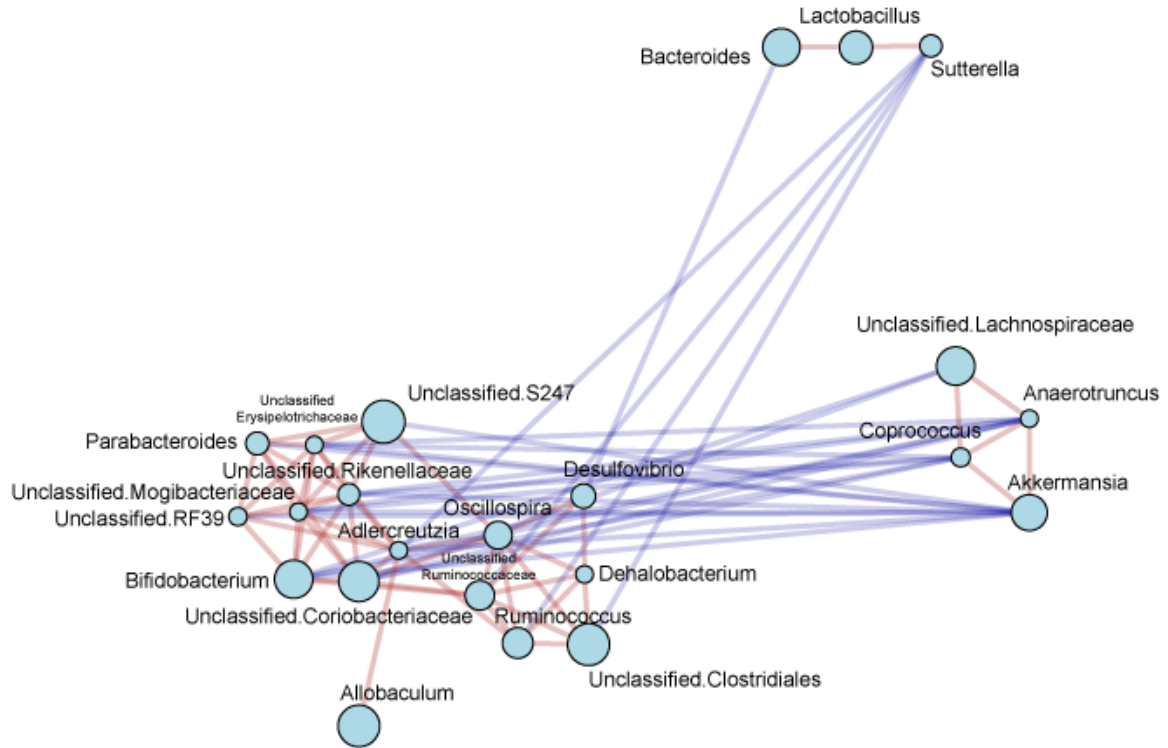 Lactobacillus
Bacteroides
Sutterella
Unclassified.Lachnospiraceae
Unclassified.S247
Anaerotruncus
Unclassified
Erysipelotrichaceae
Coprococcus
Parabacteroides
Unclassified.Rikenellaceae
Desulfovibrio
Akkermansia
Unclassified.Mogibacteriaceae
Oscillospira
Unclassified.RF39
Adlercreutzia
Unclassified
Ruminococcaceae
Dehalobacterium
Bifidobacterium
Unclassified.Coriobacteriaceae
Ruminococcus
Unclassified.Clostridiales
Allobaculum